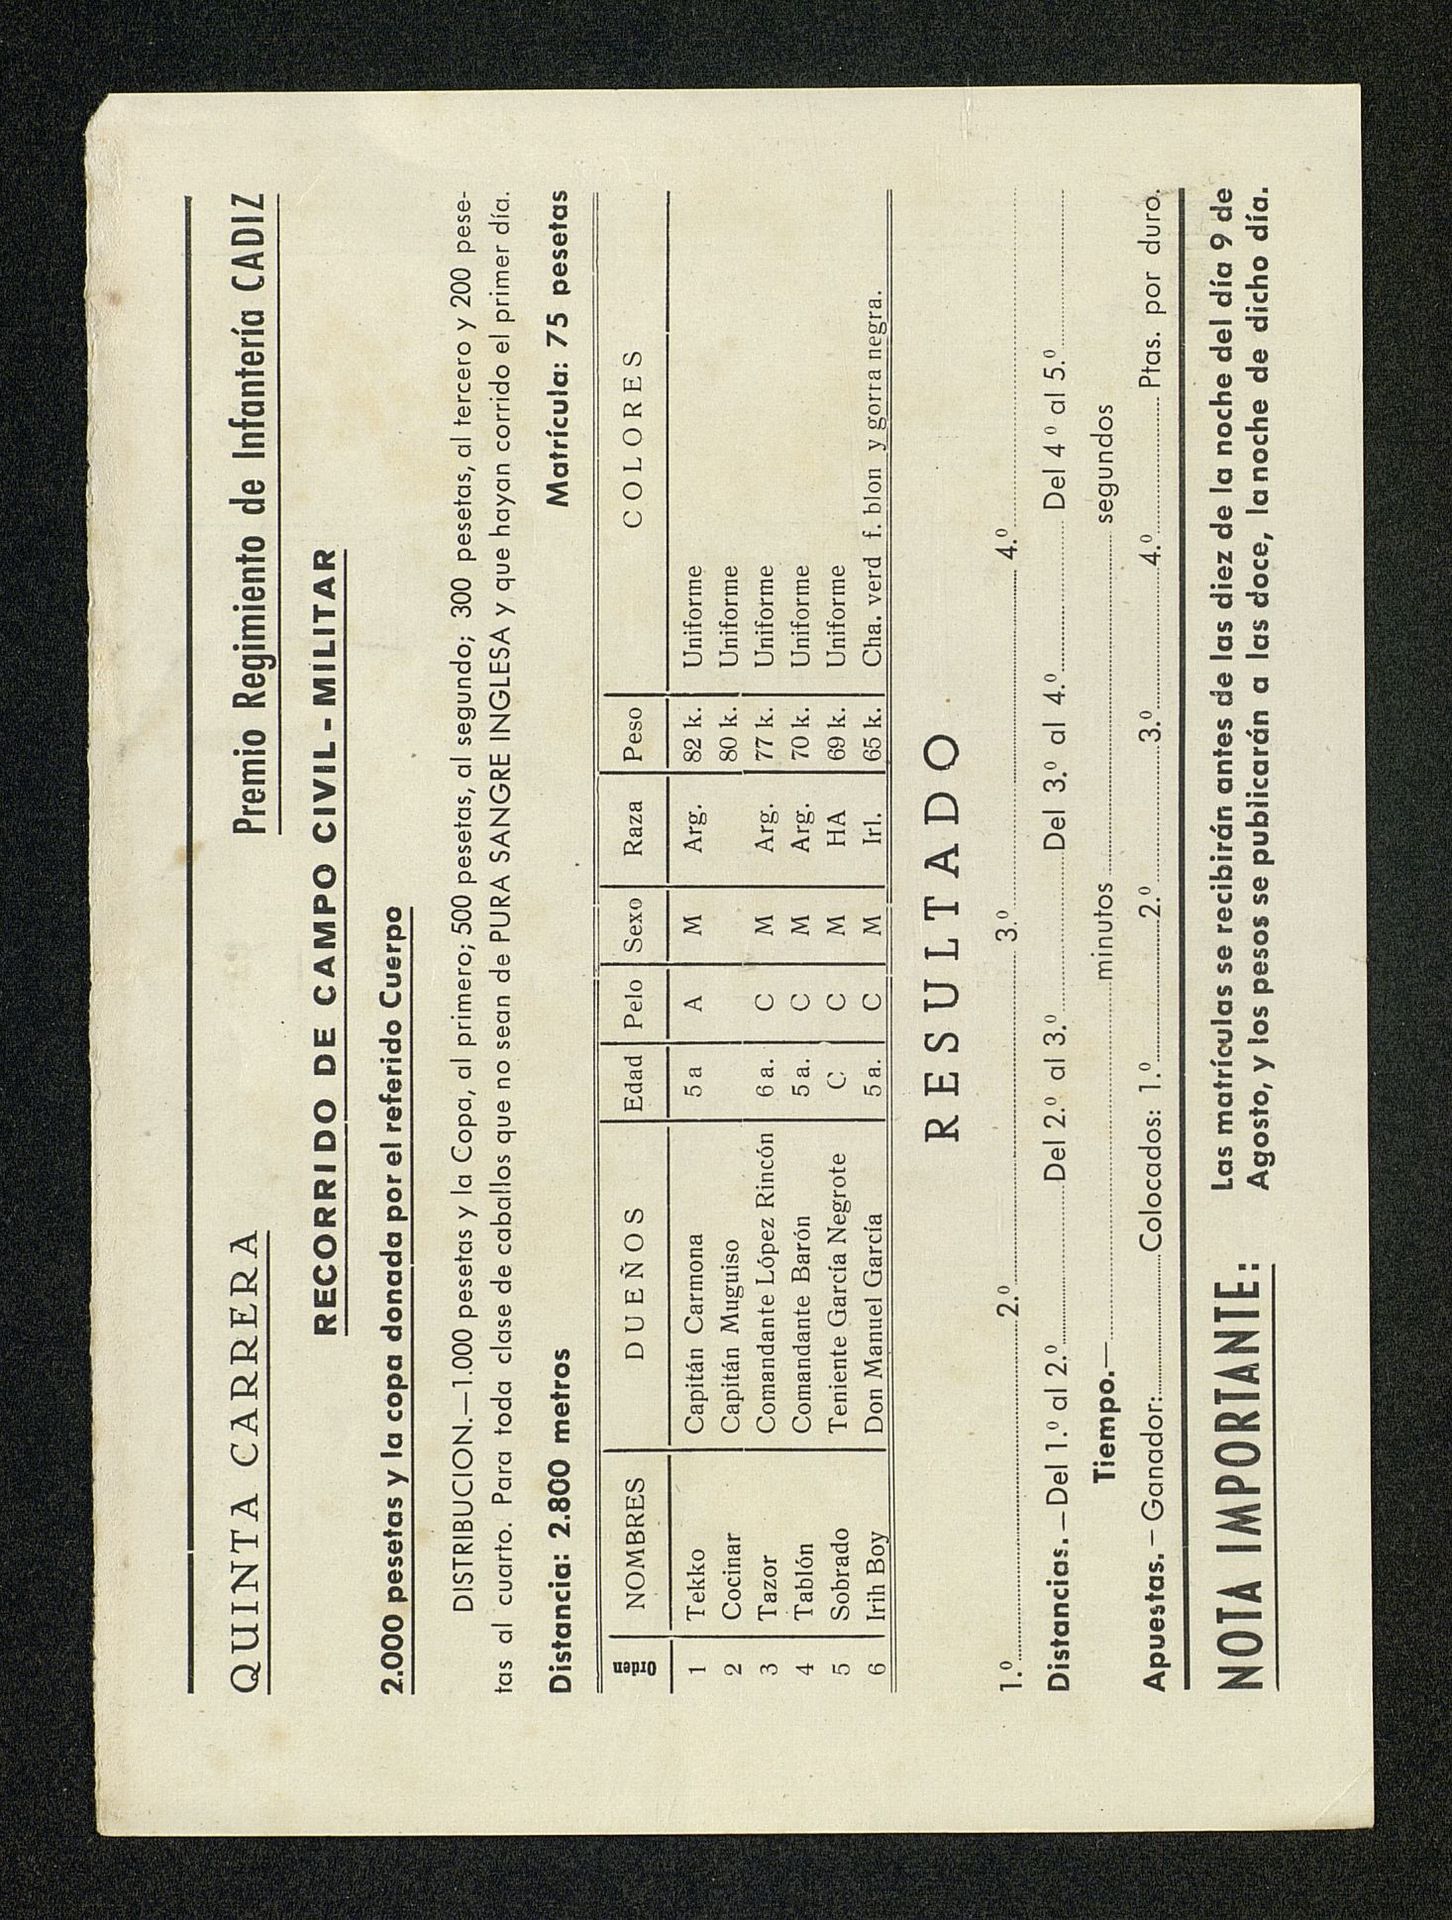 QUINTA CARRERA Premio Regimiento de Infantería CADIZ
RECORRIDO DE CAMPO CIVIL - MILITAR
2.000 pesetas y la copa donada por el referido Cuerpo
DISTRIBUCION.—1.000 pesetas y la Copa, al primero; 500 pesetas, al segundo; 300 pesetas, al tercero y 200 pese-
tas al cuarto. Para toda clase de caballos que no sean de PURA SANGRE INGLESA y que hayan corrido el primer día.
Distancia: 2.800 metros Matrícula: 75 pesetas
Orden NOMBRES DUEÑOS Edad Pelo Sexo Raza Peso COLORES
1 Tekko Capitán Carmona 5 a A M Arg. 82 k. Uniforme
2 Cocinar Capitán Muguiso 80 k. Uniforme
3 Tazor Comandante López Rincón 6 a. C M Arg. 77 k. Uniforme
4 Tablón Comandante Barón 5 a. C M Arg. 70 k. Uniforme
5 Sobrado Teniente García Negrote C C M HA 69 k. Uniforme
6 Irih Boy Don Manuel García 5 a. C M Irl. 65 k. Cha. verd f. blon y gorra negra.
RESULTADO
1.º 2.º 3.º 4.º
Distancias.—Del 1.º al 2.º Del 2.º al 3.º Del 3.º al 4.º Del 4º al 5.º
Tiempo.— minutos segundos
Apuestas.—Ganador: Colocados: 1.º 2.º 3.º 4.º Ptas. por duro.
NOTA IMPORTANTE: Las matrículas se recibirán antes de las diez de la noche del día 9 de
Agosto, y los pesos se publicarán a las doce, la noche de dicho día.